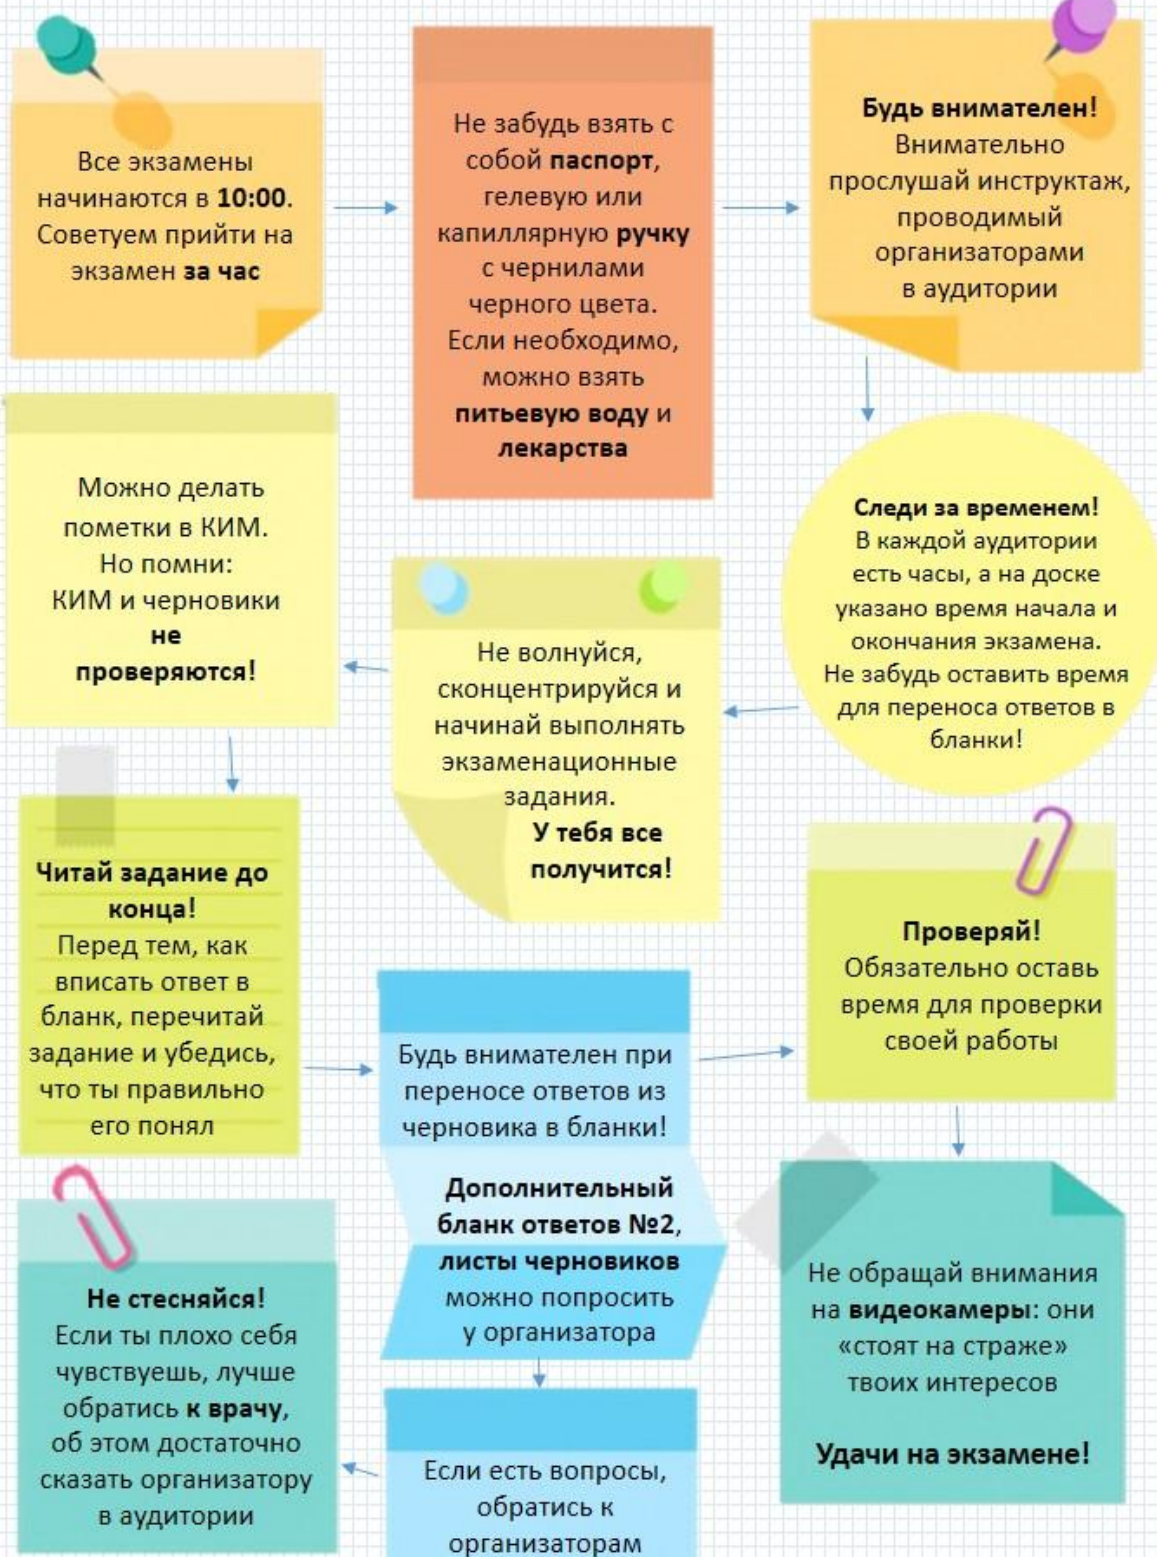 Все экзамены
начинаются в 10:00.
Советуем прийти на
экзамен за час
Не забудь взять с
собой паспорт,
гелевую или
капиллярную ручку
с чернилами
черного цвета.
Если необходимо,
можно взять
питьевую воду и
лекарства
Будь внимателен!
Внимательно
прослушай инструктаж,
проводимый
организаторами
в аудитории
Следи за временем!
В каждой аудитории
есть часы, а на доске
указано время начала и
окончания экзамена.
Не забудь оставить время
для переноса ответов в
бланки!
Не волнуйся,
сконцентрируйся и
начинай выполнять
экзаменационные
задания.
У тебя все
получится!
Можно делать
пометки в КИМ.
Но помни:
КИМ и черновики
не
проверяются!
Читай задание до
конца!
Перед тем, как
вписать ответ в
бланк, перечитай
задание и убедись,
что ты правильно
его понял
Будь внимателен при
переносе ответов из
черновика в бланки!
Дополнительный
бланк ответов №2,
листы черновиков
можно попросить
у организатора
Проверяй!
Обязательно оставь
время для проверки
своей работы
Не обращай внимания
на видеокамеры: они
«стоят на страже»
твоих интересов
Удачи на экзамене!
Если есть вопросы,
обратись к
организаторам
Не стесняйся!
Если ты плохо себя
чувствуешь, лучше
обратись к врачу,
об этом достаточно
сказать организатору
в аудитории